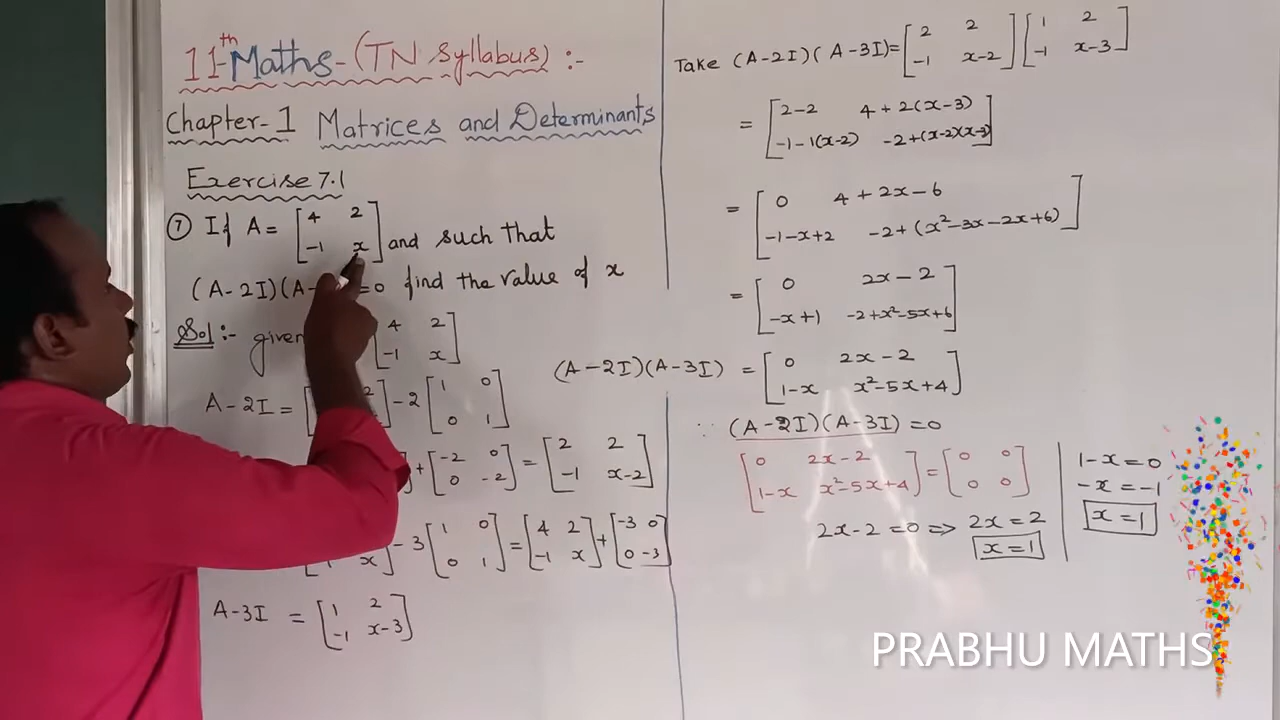 11th Maths - (TN Syllabus) :-
Chapter-1 Matrices and Determinants
Exercise 7.1
⑦ If A = [4 2
-1 x] and such that
(A-2I)(A- =0 find the value of x
Sol :- given [4 2
-1 x]
A-2I = [ 2 ] -2 [1 0
0 1]
+ [-2 0
0 -2] = [2 2
-1 x-2]
x] - 3 [1 0
0 1] = [4 2
-1 x] + [-3 0
0 -3]
A-3I = [1 2
-1 x-3]
Take (A-2I)(A-3I) = [2 2
-1 x-2] [1 2
-1 x-3]
= [2-2 4+2(x-3)
-1-1(x-2) -2+(x-2)(x-3)]
= [0 4+2x-6
-1-x+2 -2+(x²-3x-2x+6)]
= [0 2x-2
-x+1 -2+x²-5x+6]
(A-2I)(A-3I) = [0 2x-2
1-x x²-5x+4]
∵ (A-2I)(A-3I) = 0
[0 2x-2
1-x x²-5x+4] = [0 0
0 0]
2x-2=0 => 2x=2
x=1
1-x=0
-x=-1
x=1
PRABHU MATHS